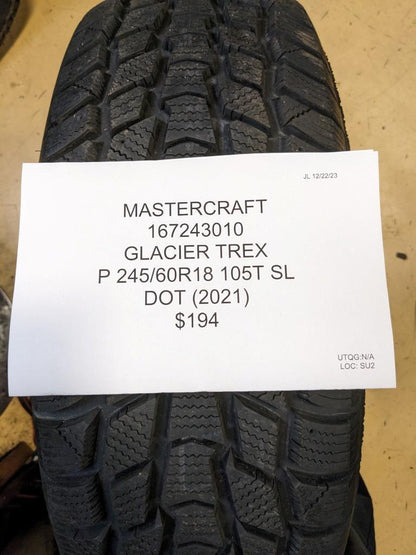 JL 12/22/23
MASTERCRAFT
167243010
GLACIER TREX
P 245/60R18 105T SL
DOT (2021)
$194
UTQG:N/A
LOC: SU2